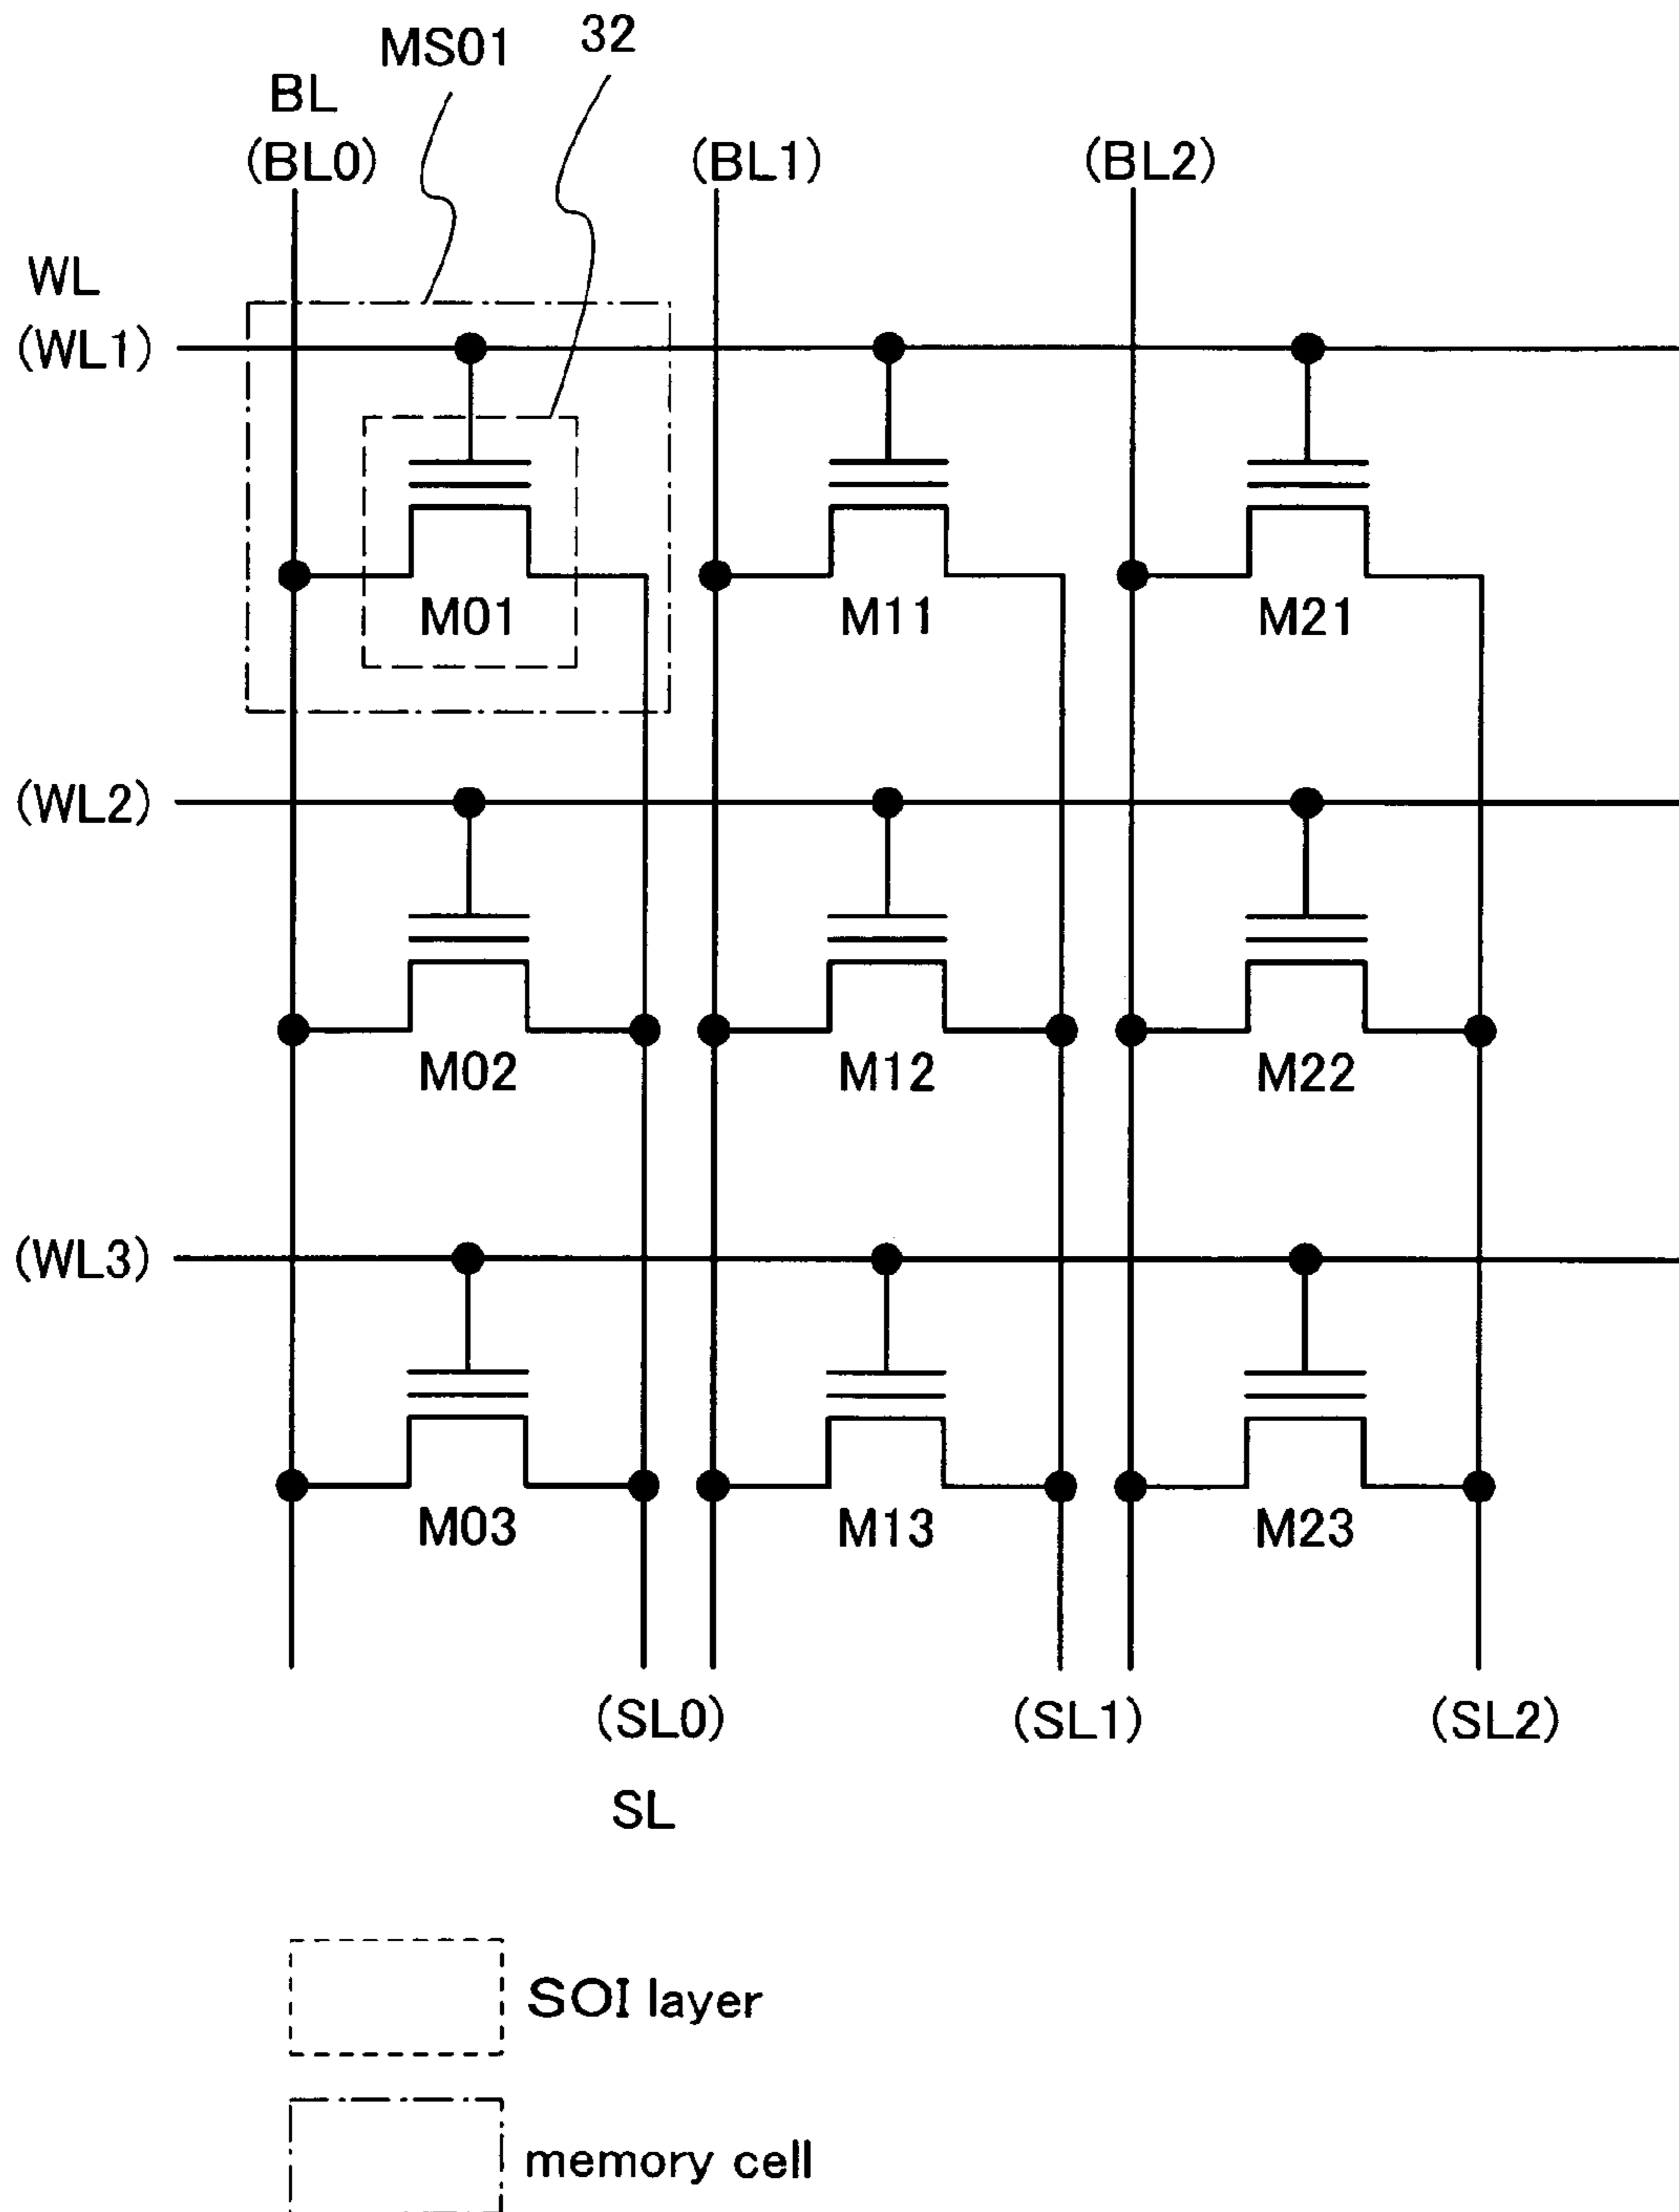 MS01
32
BL
(BL0)
(BL1)
(BL2)
WL
(WL1)
M01
M11
M21
(WL2)
M02
M12
M22
(WL3)
M03
M13
M23
(SL0)
(SL1)
(SL2)
SL
SOI layer
memory cell